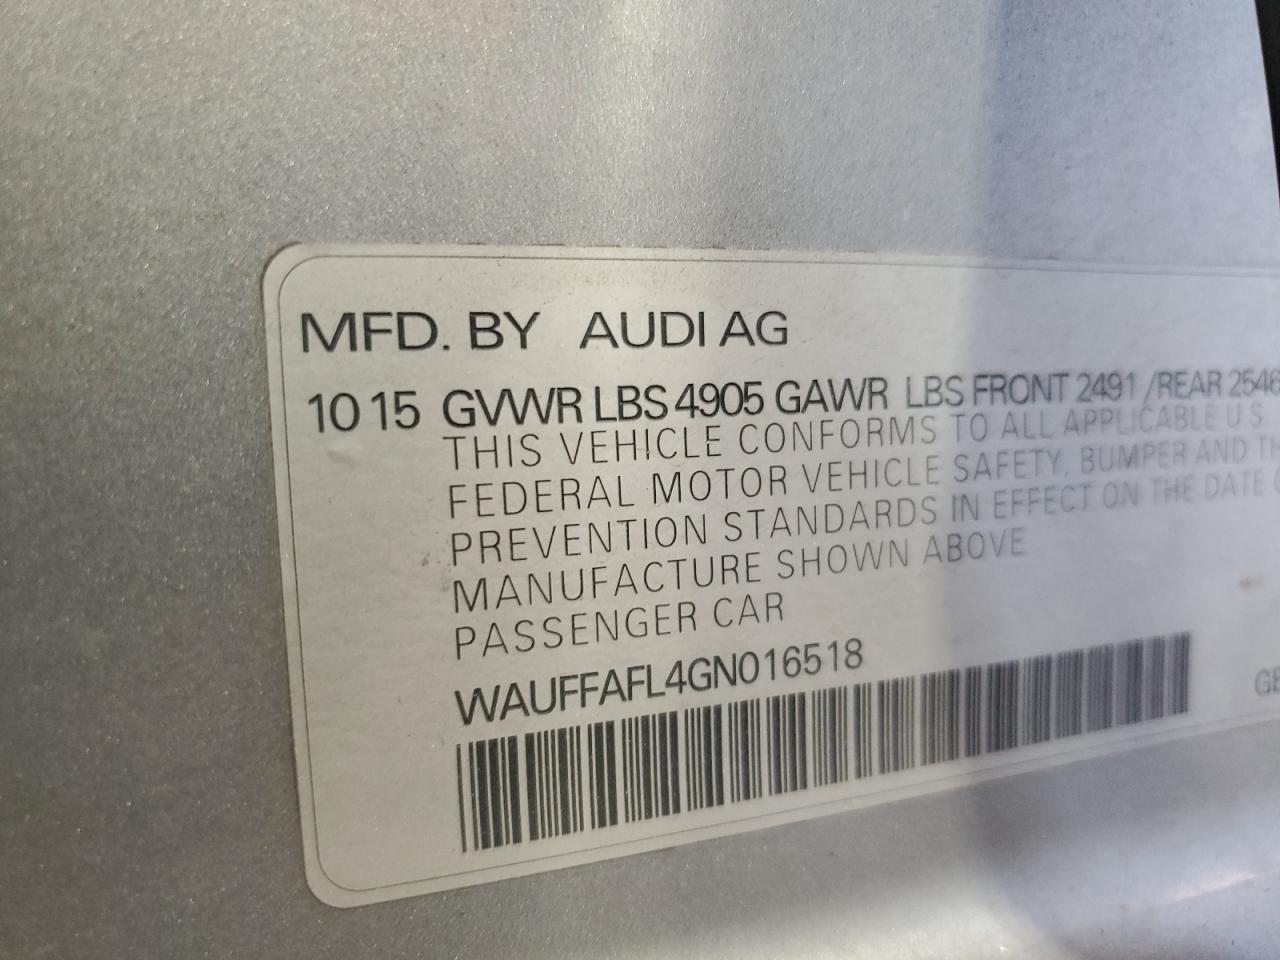 MFD. BY AUDI AG
10 15 GVWR LBS 4905 GAWR LBS FRONT 2491 /REAR 2546
THIS VEHICLE CONFORMS TO ALL APPLICABLE U S
FEDERAL MOTOR VEHICLE SAFETY, BUMPER AND TH
PREVENTION STANDARDS IN EFFECT ON THE DATE
MANUFACTURE SHOWN ABOVE
PASSENGER CAR
WAUFFAFL4GN016518